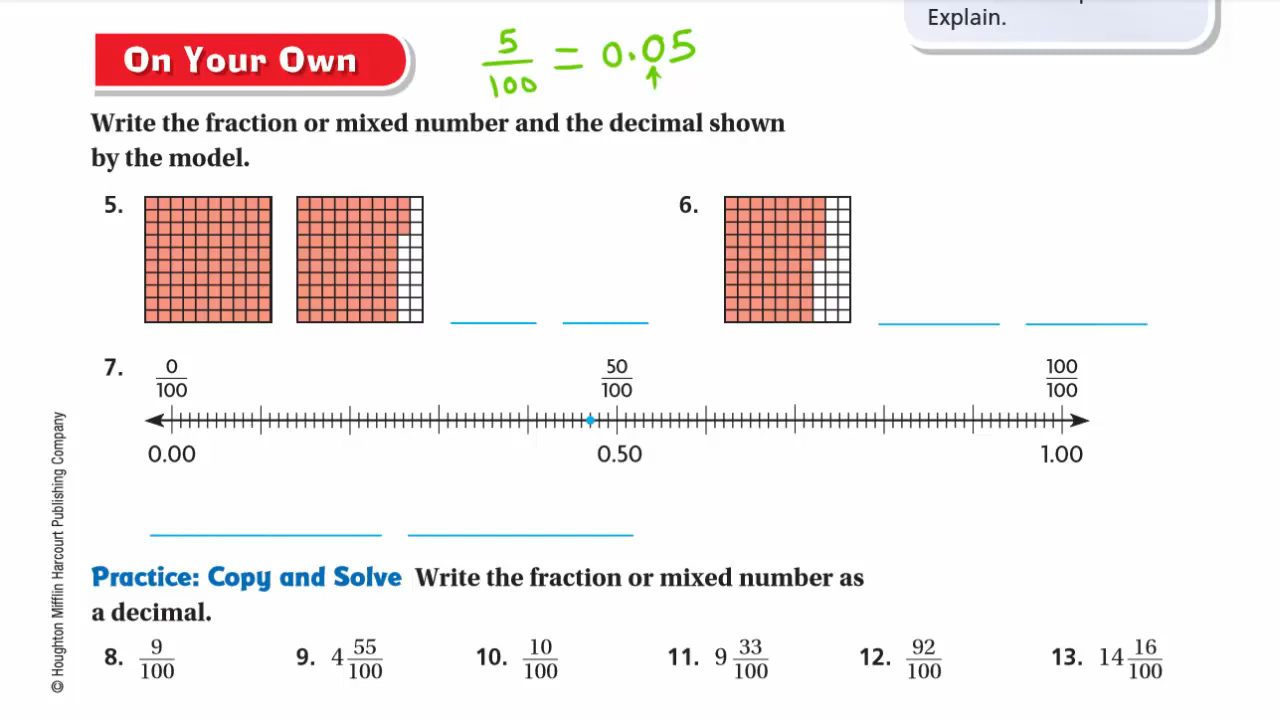 Explain.
On Your Own
5/100 = 0.05
Write the fraction or mixed number and the decimal shown
by the model.
5. 6.
7. 0/100 50/100 100/100
0.00 0.50 1.00
© Houghton Mifflin Harcourt Publishing Company
Practice: Copy and Solve Write the fraction or mixed number as
a decimal.
8. 9/100 9. 4 55/100 10. 10/100 11. 9 33/100 12. 92/100 13. 14 16/100